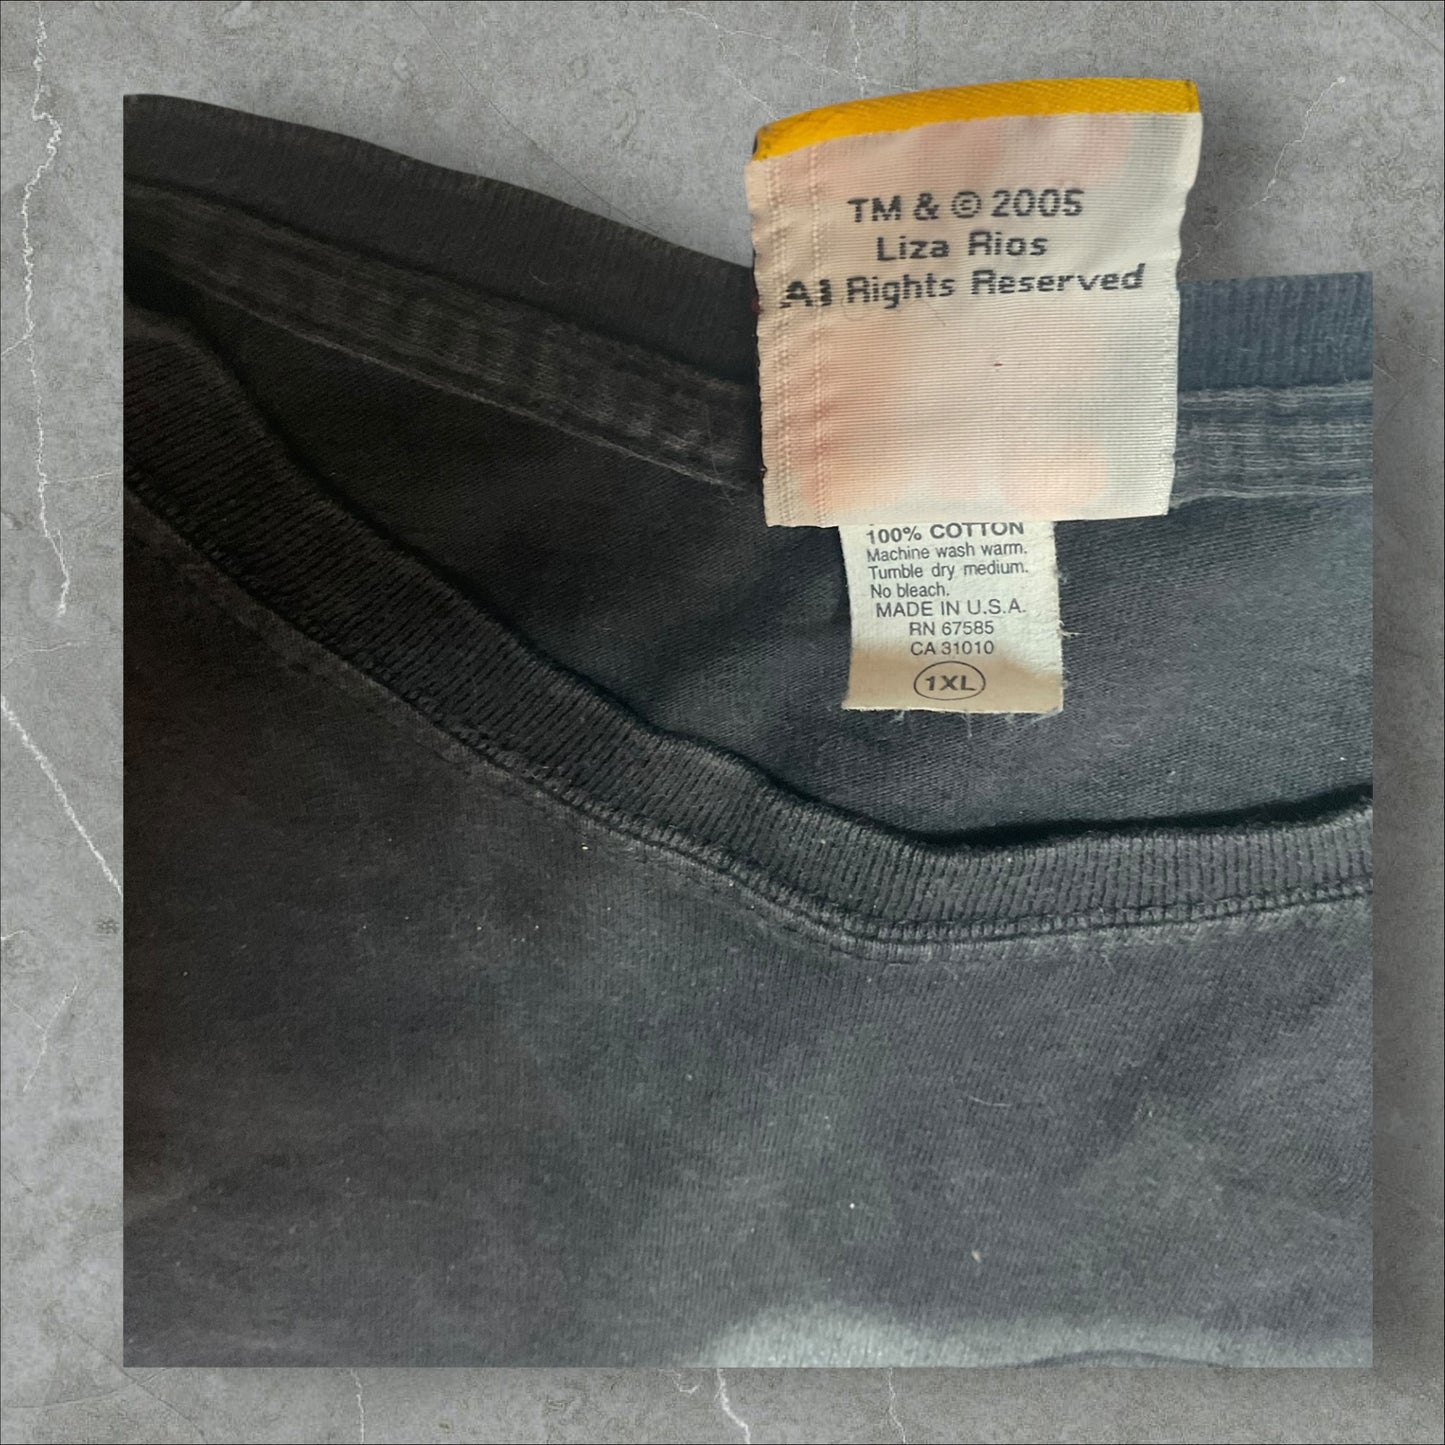 TM & © 2005
Liza Rios
All Rights Reserved
100% COTTON
Machine wash warm.
Tumble dry medium.
No bleach.
MADE IN U.S.A.
RN 67585
CA 31010
1XL